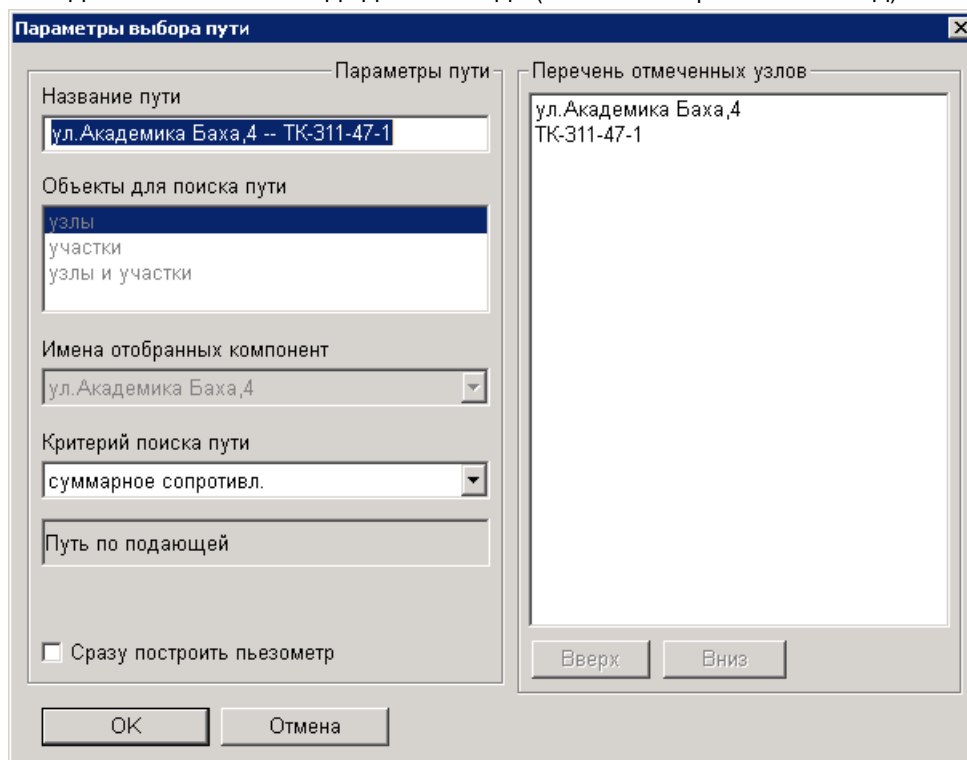 Параметры выбора пути
Параметры пути
Название пути
ул.Академика Баха,4 -- ТК-311-47-1
Объекты для поиска пути
узлы
участки
узлы и участки
Имена отобранных компонент
ул.Академика Баха,4
Критерий поиска пути
суммарное сопротивл.
Путь по подающей
Сразу построить пьезометр
Перечень отмеченных узлов
ул.Академика Баха,4
ТК-311-47-1
Вверх
Вниз
OK
Отмена